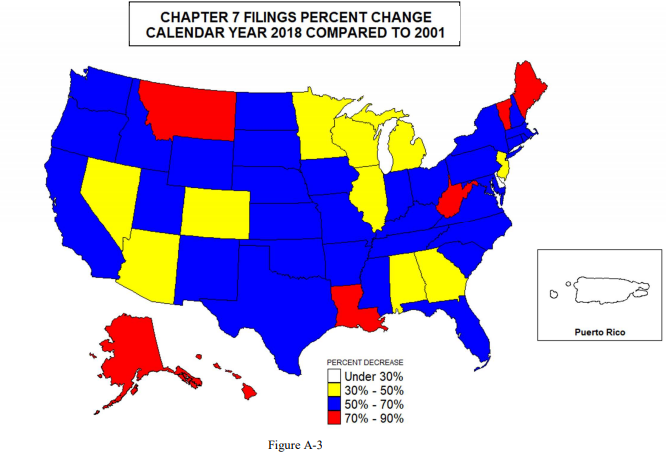 CHAPTER 7 FILINGS PERCENT CHANGE
CALENDAR YEAR 2018 COMPARED TO 2001
Puerto Rico
PERCENT DECREASE
Under 30%
30% - 50%
50% - 70%
70% - 90%
Figure A-3